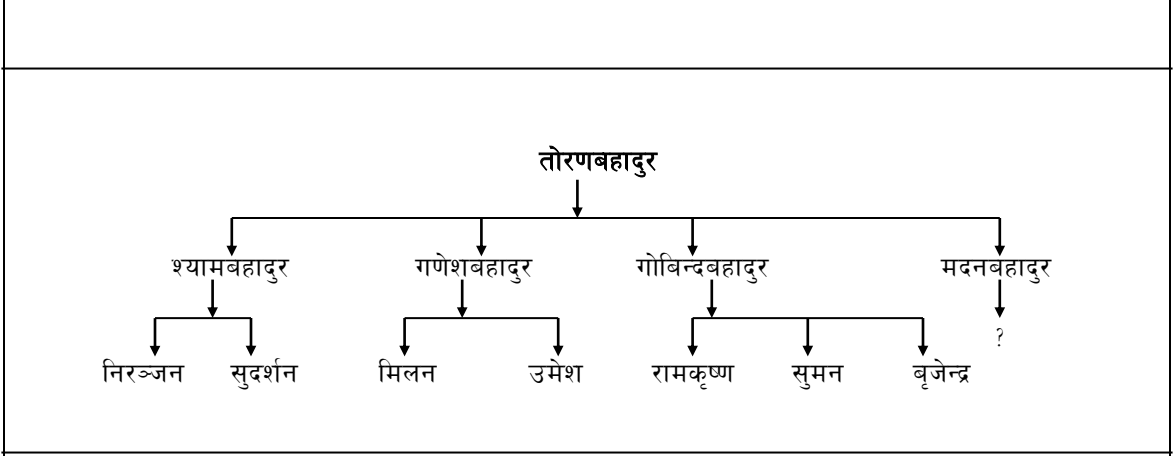 तोरणबहादुर
श्यामबहादुर गणेशबहादुर गोबिन्दबहादुर मदनबहादुर
?
निरञ्जन सुदर्शन मिलन उमेश रामकृष्ण सुमन बृजेन्द्र